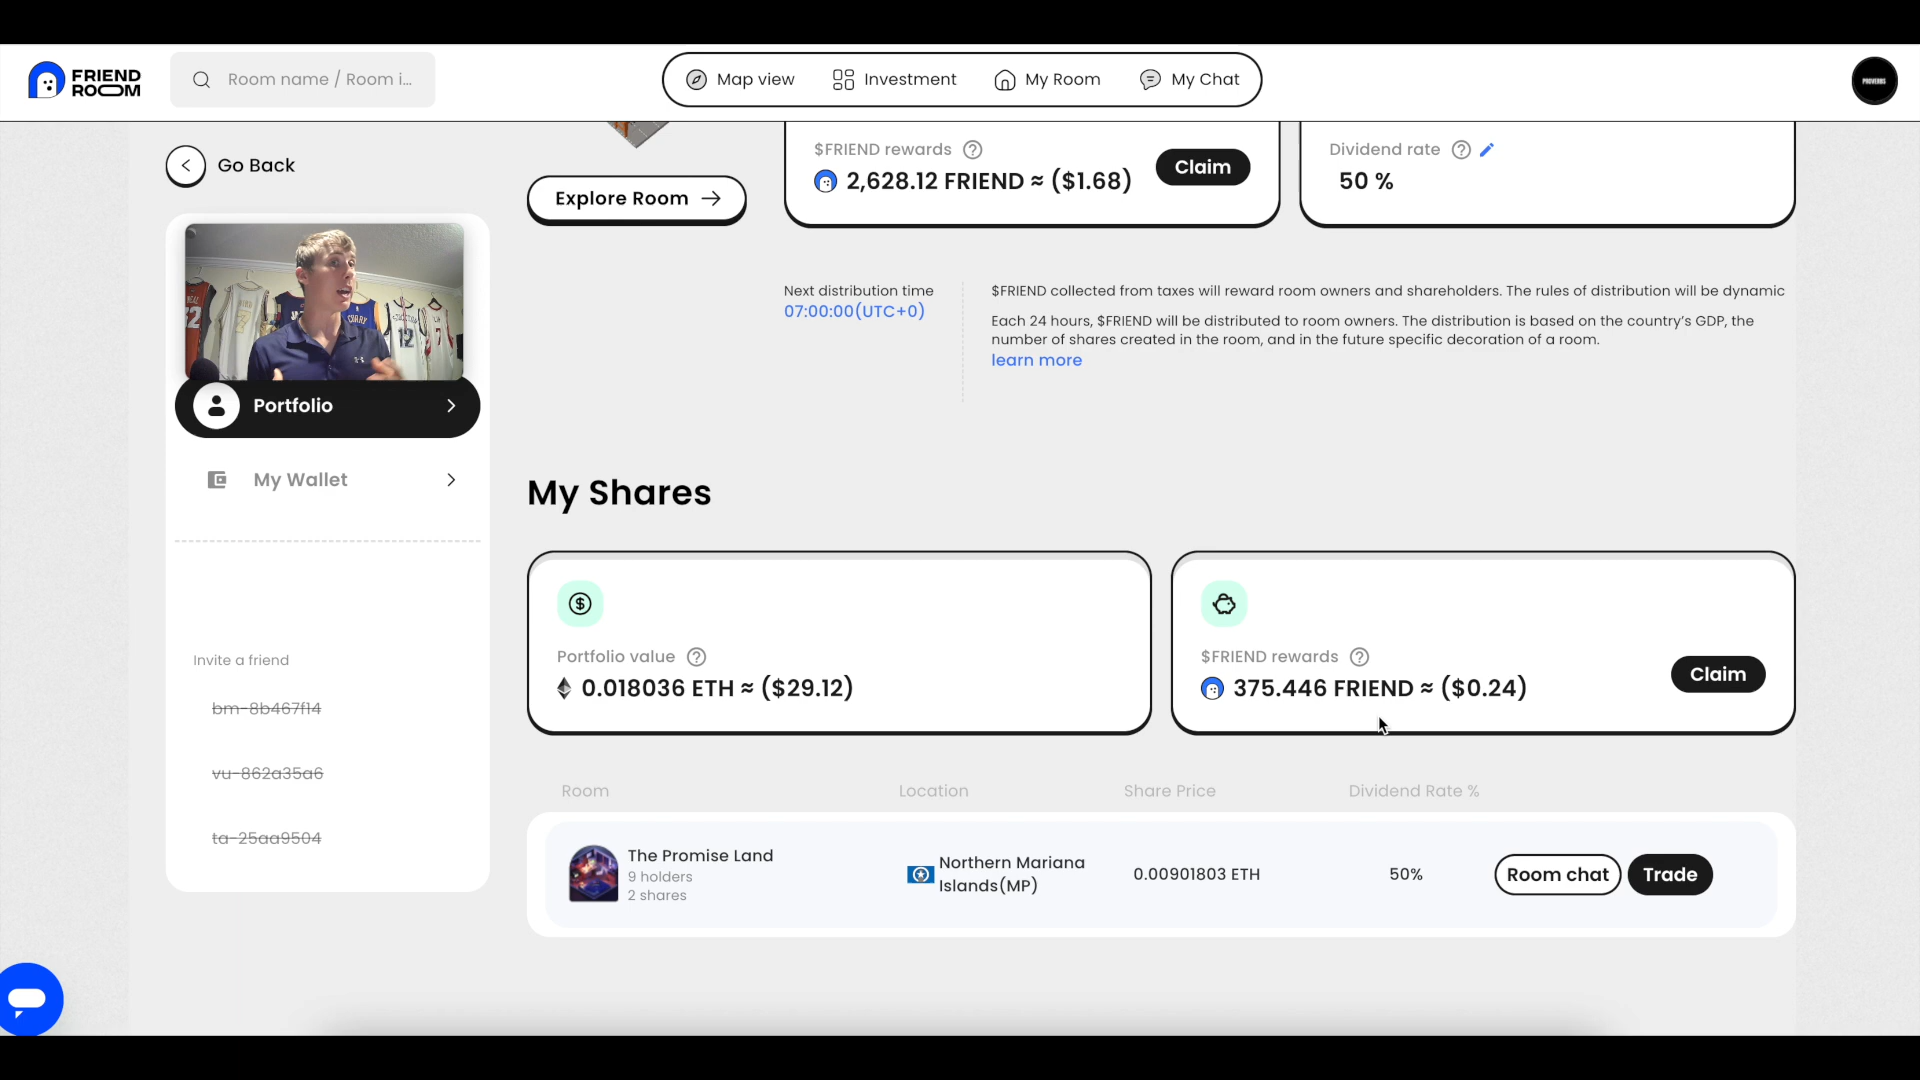 FRIEND
ROOM
Room name / Room i...
Map view
Investment
My Room
My Chat
PROVERBS
Go Back
Explore Room
$FRIEND rewards
2,628.12 FRIEND ≈ ($1.68)
Claim
Dividend rate
50 %
Next distribution time
07:00:00(UTC+0)
$FRIEND collected from taxes will reward room owners and shareholders. The rules of distribution will be dynamic
Each 24 hours, $FRIEND will be distributed to room owners. The distribution is based on the country's GDP, the
number of shares created in the room, and in the future specific decoration of a room.
learn more
Portfolio
My Wallet
Invite a friend
bm-8b467f14
vu-862a35a6
ta-25aa9504
My Shares
Portfolio value
0.018036 ETH ≈ ($29.12)
$FRIEND rewards
375.446 FRIEND ≈ ($0.24)
Claim
Room
Location
Share Price
Dividend Rate %
The Promise Land
9 holders
2 shares
Northern Mariana
Islands(MP)
0.00901803 ETH
50%
Room chat
Trade